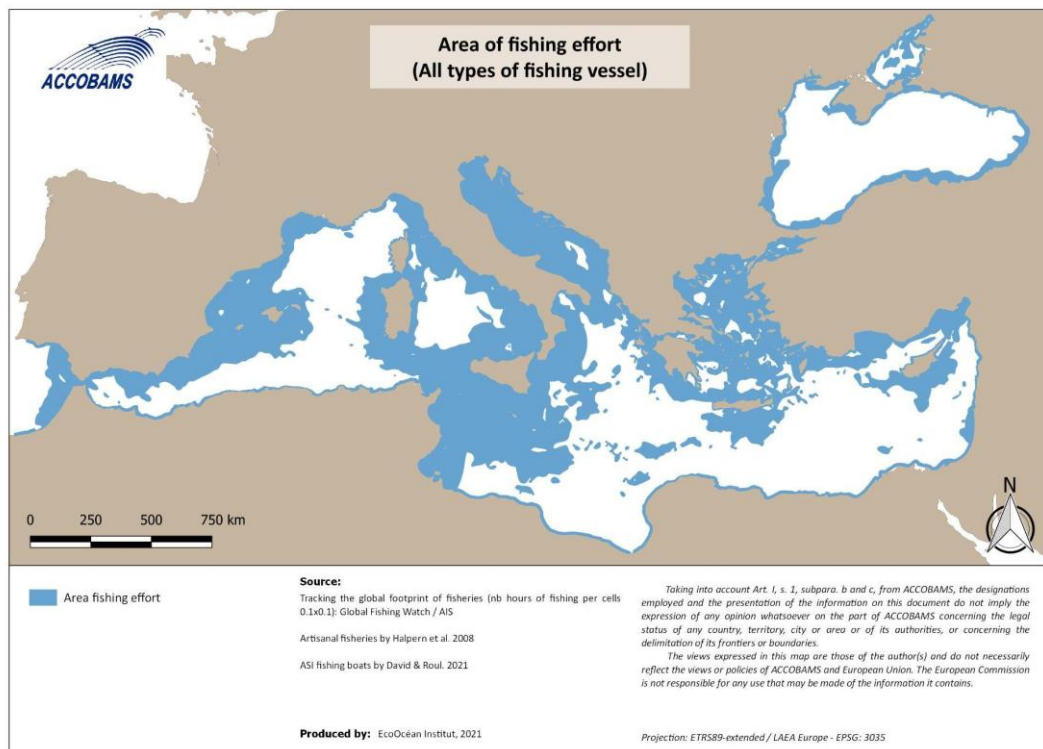 ACCOBAMS
Area of fishing effort
(All types of fishing vessel)
N
0 250 500 750 km
Area fishing effort
Source:
Tracking the global footprint of fisheries (nb hours of fishing per cells
0.1x0.1): Global Fishing Watch / AIS
Artisanal fisheries by Halpern et al. 2008
ASI fishing boats by David & Roul. 2021
Produced by: EcoOcéan Institut, 2021
Taking into account Art. I, s. 1, subpara. b and c, from ACCOBAMS, the designations
employed and the presentation of the information on this document do not imply the
expression of any opinion whatsoever on the part of ACCOBAMS concerning the legal
status of any country, territory, city or area or of its authorities, or concerning the
delimitation of its frontiers or boundaries.
The views expressed in this map are those of the author(s) and do not necessarily
reflect the views or policies of ACCOBAMS and European Union. The European Commission
is not responsible for any use that may be made of the information it contains.
Projection: ETRS89-extended / LAEA Europe - EPSG: 3035